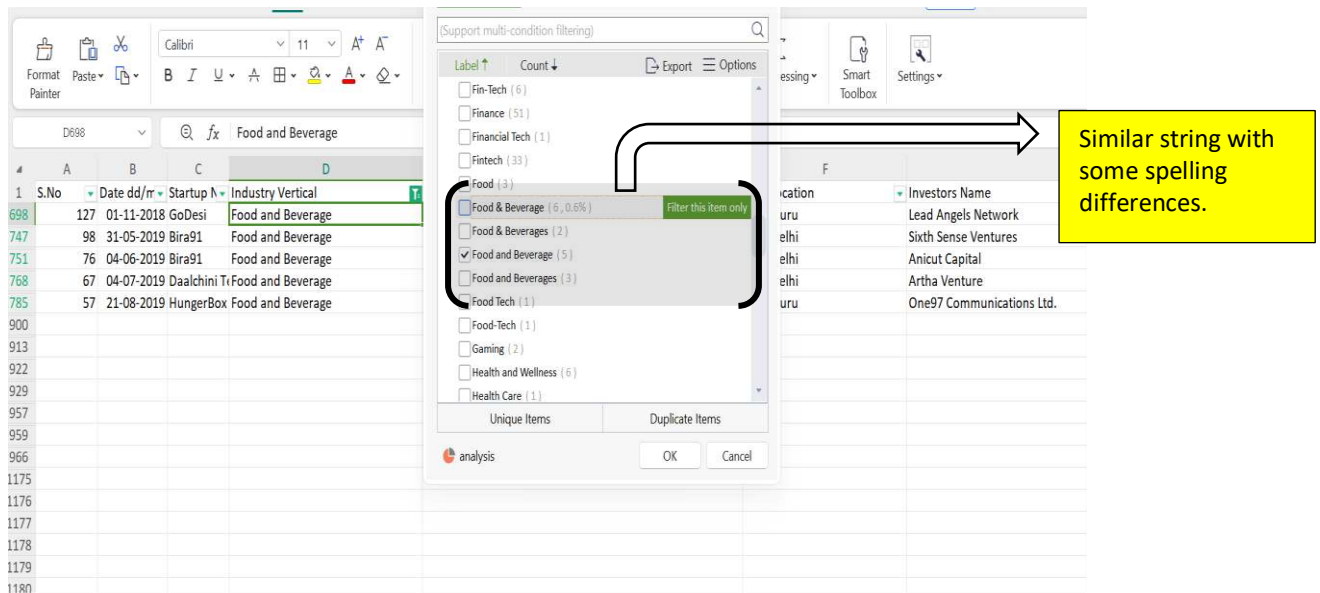 (Support multi-condition filtering)
Calibri 11 A+ A-
Format Painter
Paste
B I U A
Label Count Export Options
essing
Smart Toolbox
Settings
D698 fx Food and Beverage
Fin-Tech (6)
Finance (51)
Financial Tech (1)
Fintech (33)
Food (3)
Food & Beverage (6, 0.6%) Filter this item only
Food & Beverages (2)
Food and Beverage (5)
Food and Beverages (3)
Food Tech (1)
Food-Tech (1)
Gaming (2)
Health and Wellness (6)
Health Care (1)
Unique Items Duplicate Items
analysis OK Cancel
Similar string with
some spelling
differences.
A B C D F
1 S.No Date dd/m Startup N Industry Vertical cation Investors Name
698 127 01-11-2018 GoDesi Food and Beverage uru Lead Angels Network
747 98 31-05-2019 Bira91 Food and Beverage elhi Sixth Sense Ventures
751 76 04-06-2019 Bira91 Food and Beverage elhi Anicut Capital
768 67 04-07-2019 Daalchini Te Food and Beverage elhi Artha Venture
785 57 21-08-2019 HungerBox Food and Beverage uru One97 Communications Ltd.
900
913
922
929
957
959
966
1175
1176
1177
1178
1179
1180